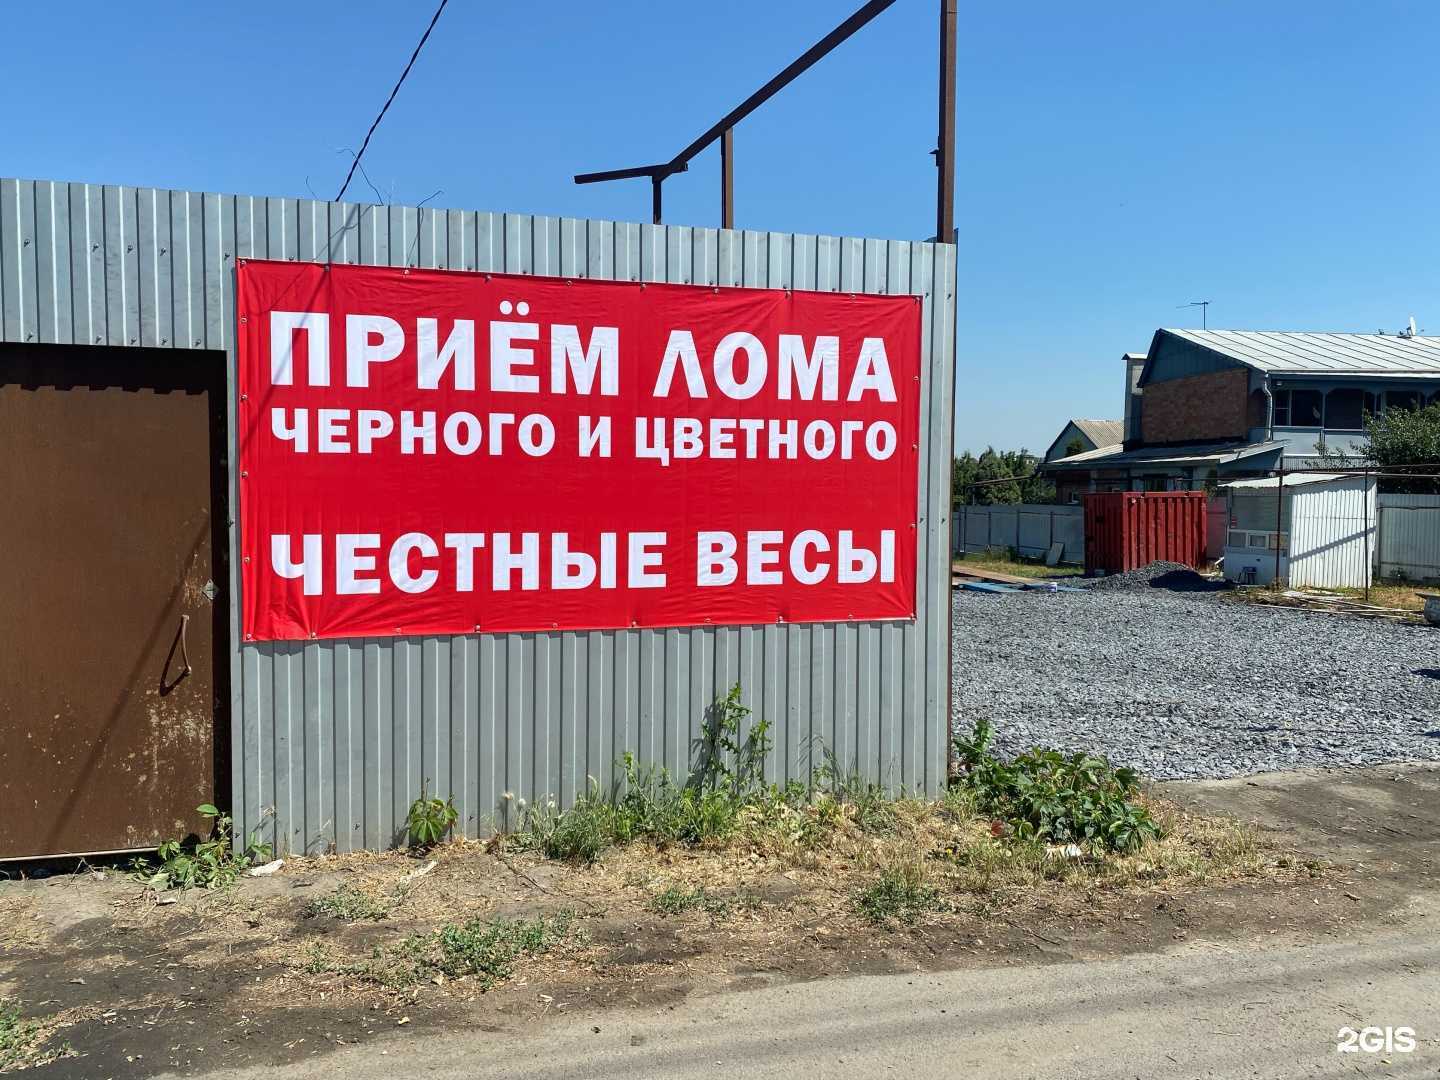 ПРИЁМ ЛОМА
ЧЕРНОГО И ЦВЕТНОГО
ЧЕСТНЫЕ ВЕСЫ
2GIS